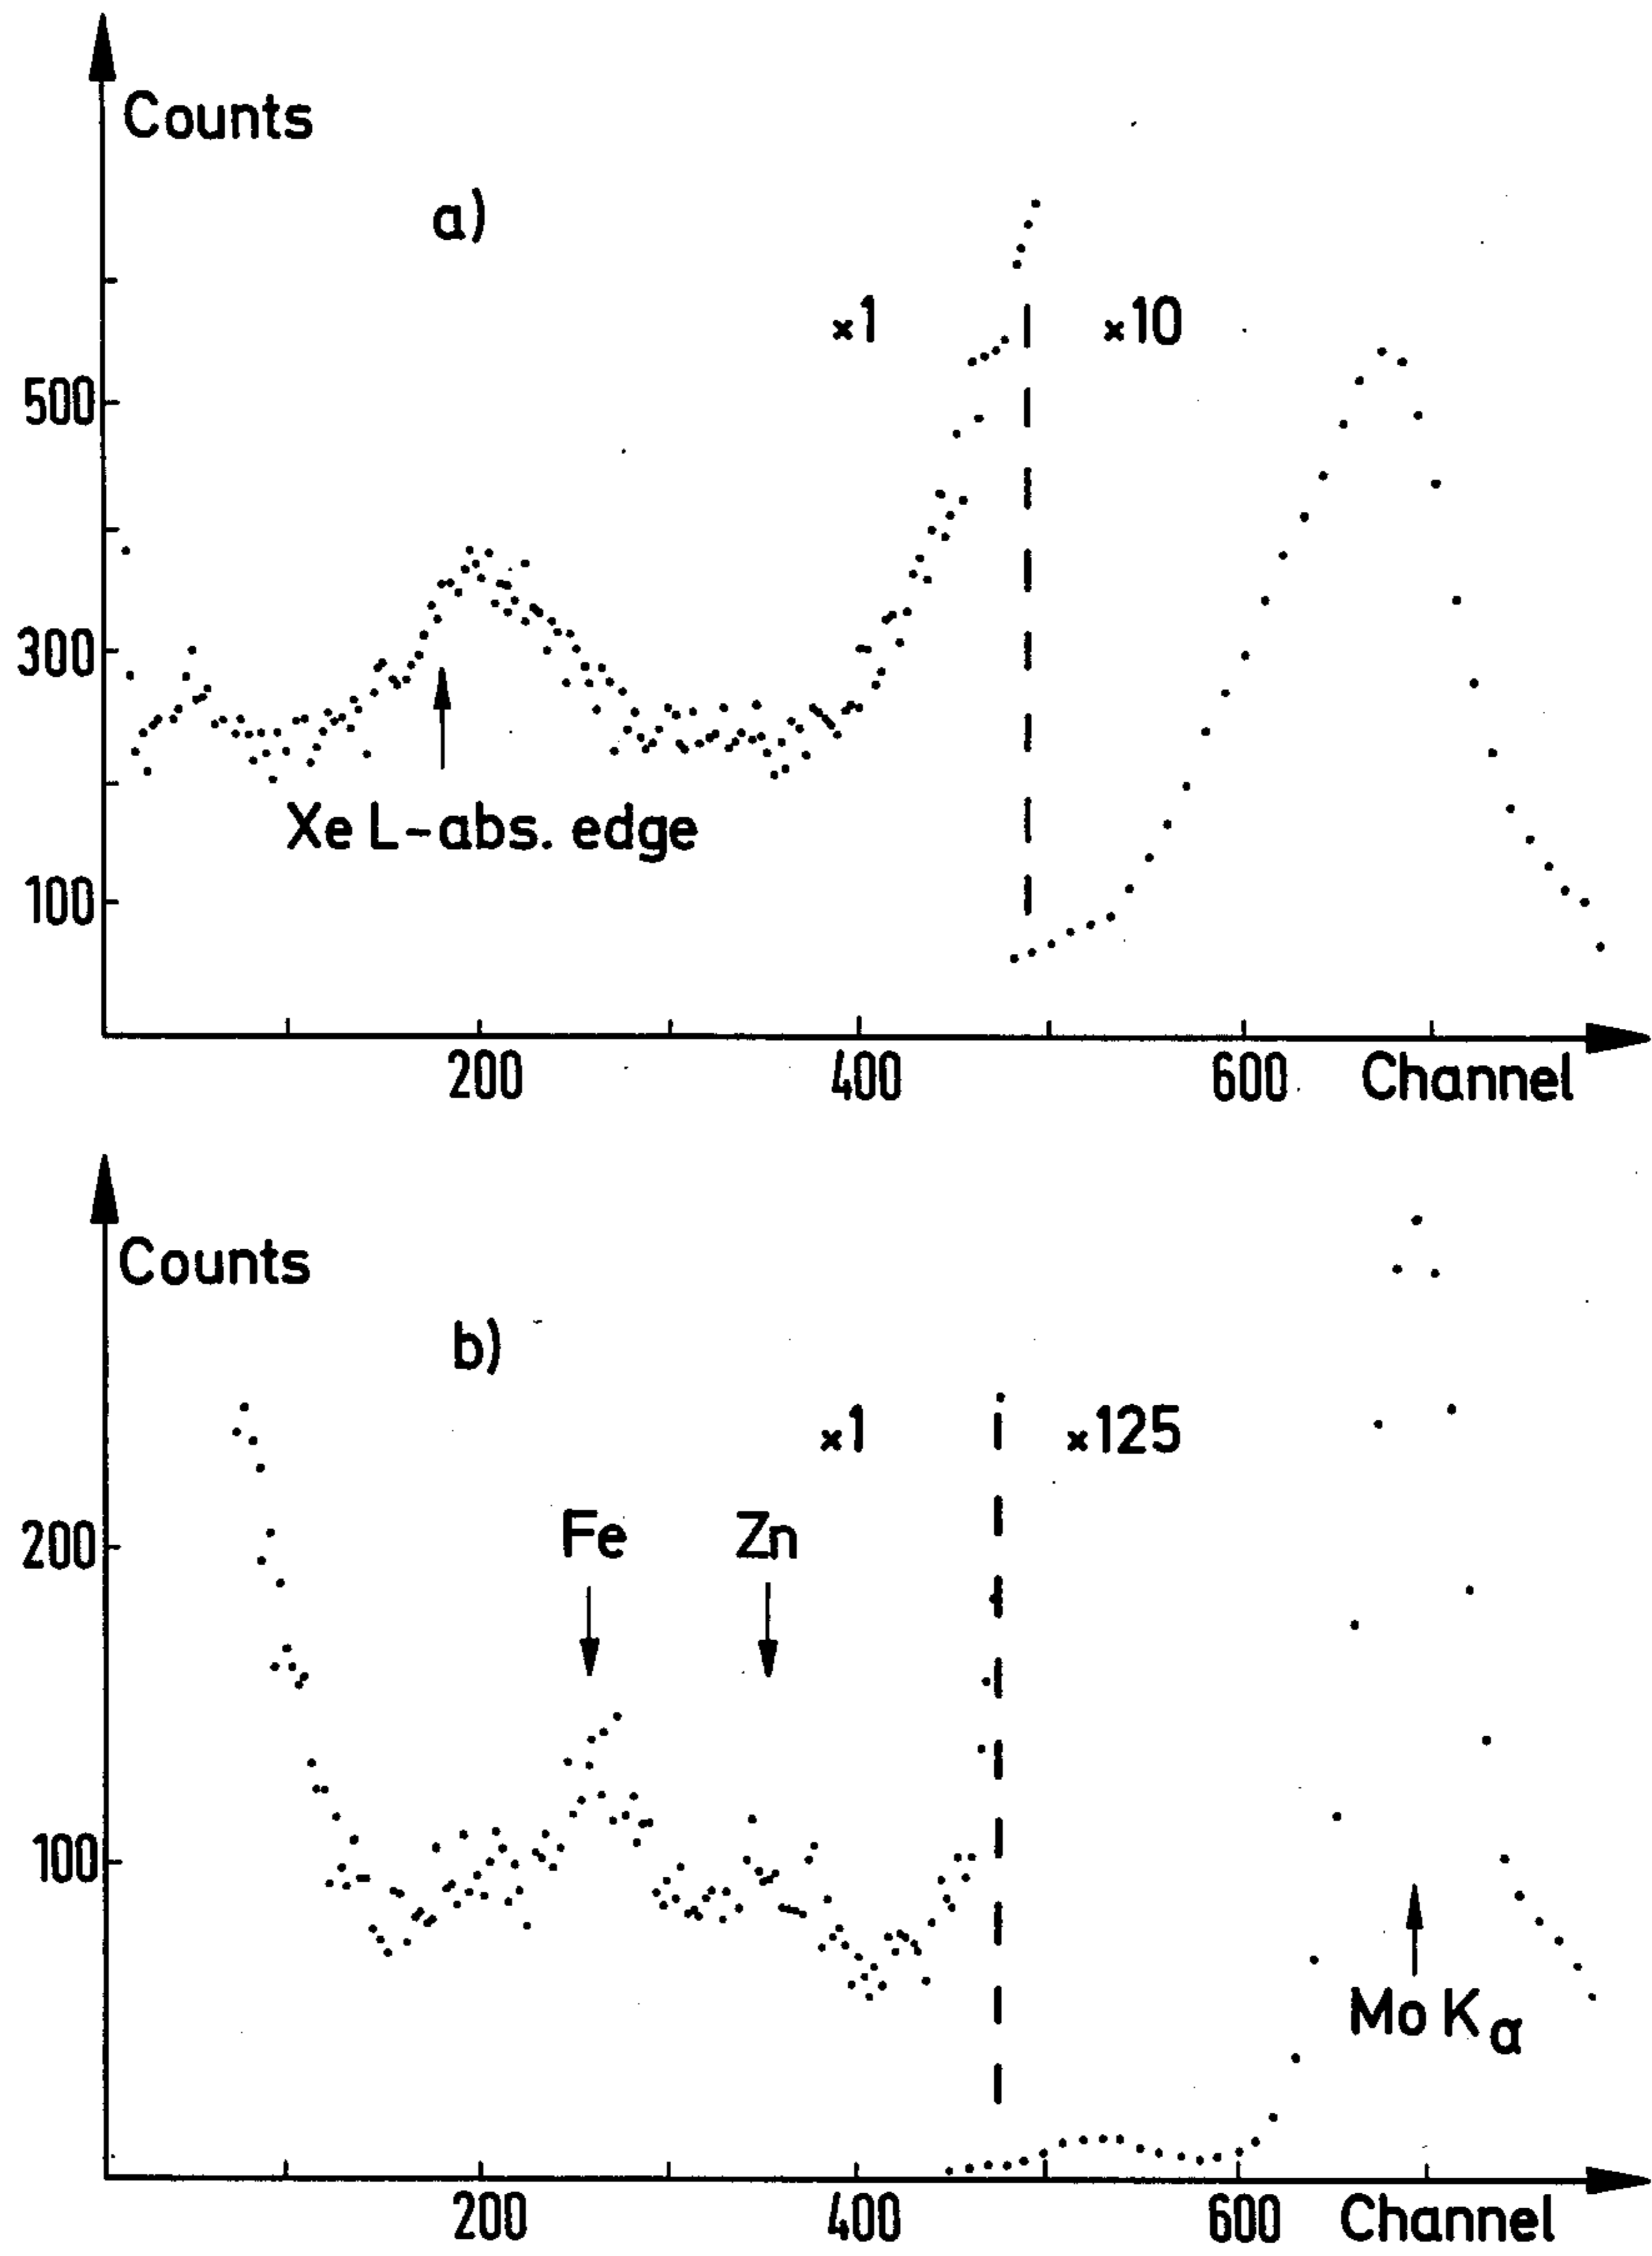 Counts
a)
×1 ×10
500
300
Xe L-abs. edge
100
200 400 600 Channel
Counts
b)
×1 ×125
200
Fe Zn
100
Mo Kα
200 400 600 Channel